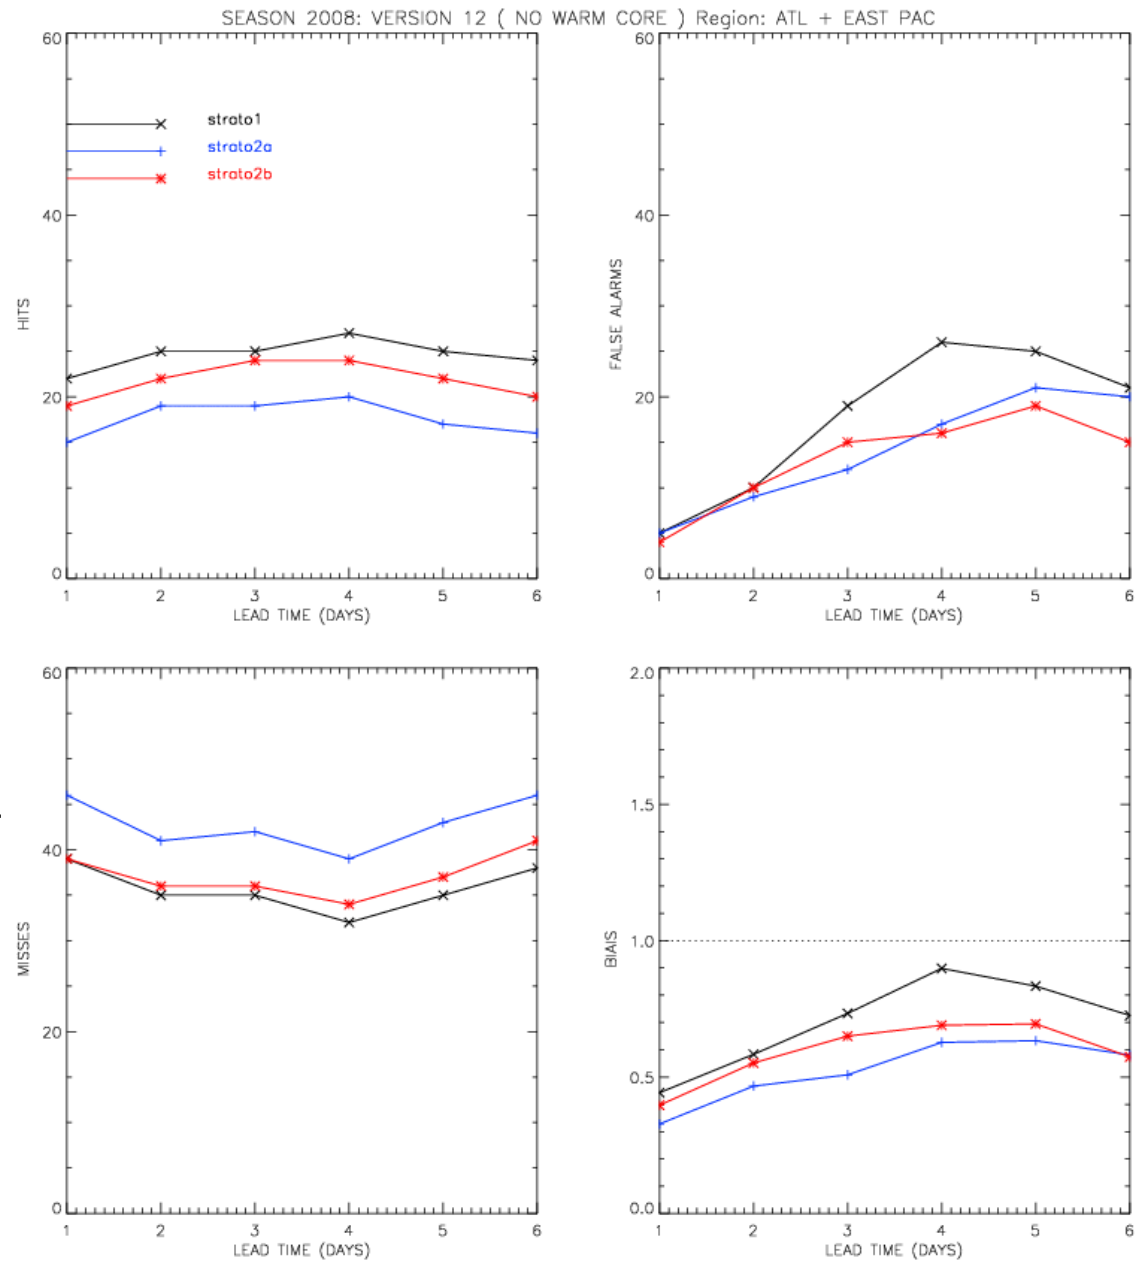 SEASON 2008: VERSION 12 ( NO WARM CORE ) Region: ATL + EAST PAC
60
40
20
0
HITS
strato1
strato2a
strato2b
1 2 3 4 5 6
LEAD TIME (DAYS)
60
40
20
0
FALSE ALARMS
1 2 3 4 5 6
LEAD TIME (DAYS)
60
40
20
0
MISSES
1 2 3 4 5 6
LEAD TIME (DAYS)
2.0
1.5
1.0
0.5
0.0
BIAIS
1 2 3 4 5 6
LEAD TIME (DAYS)